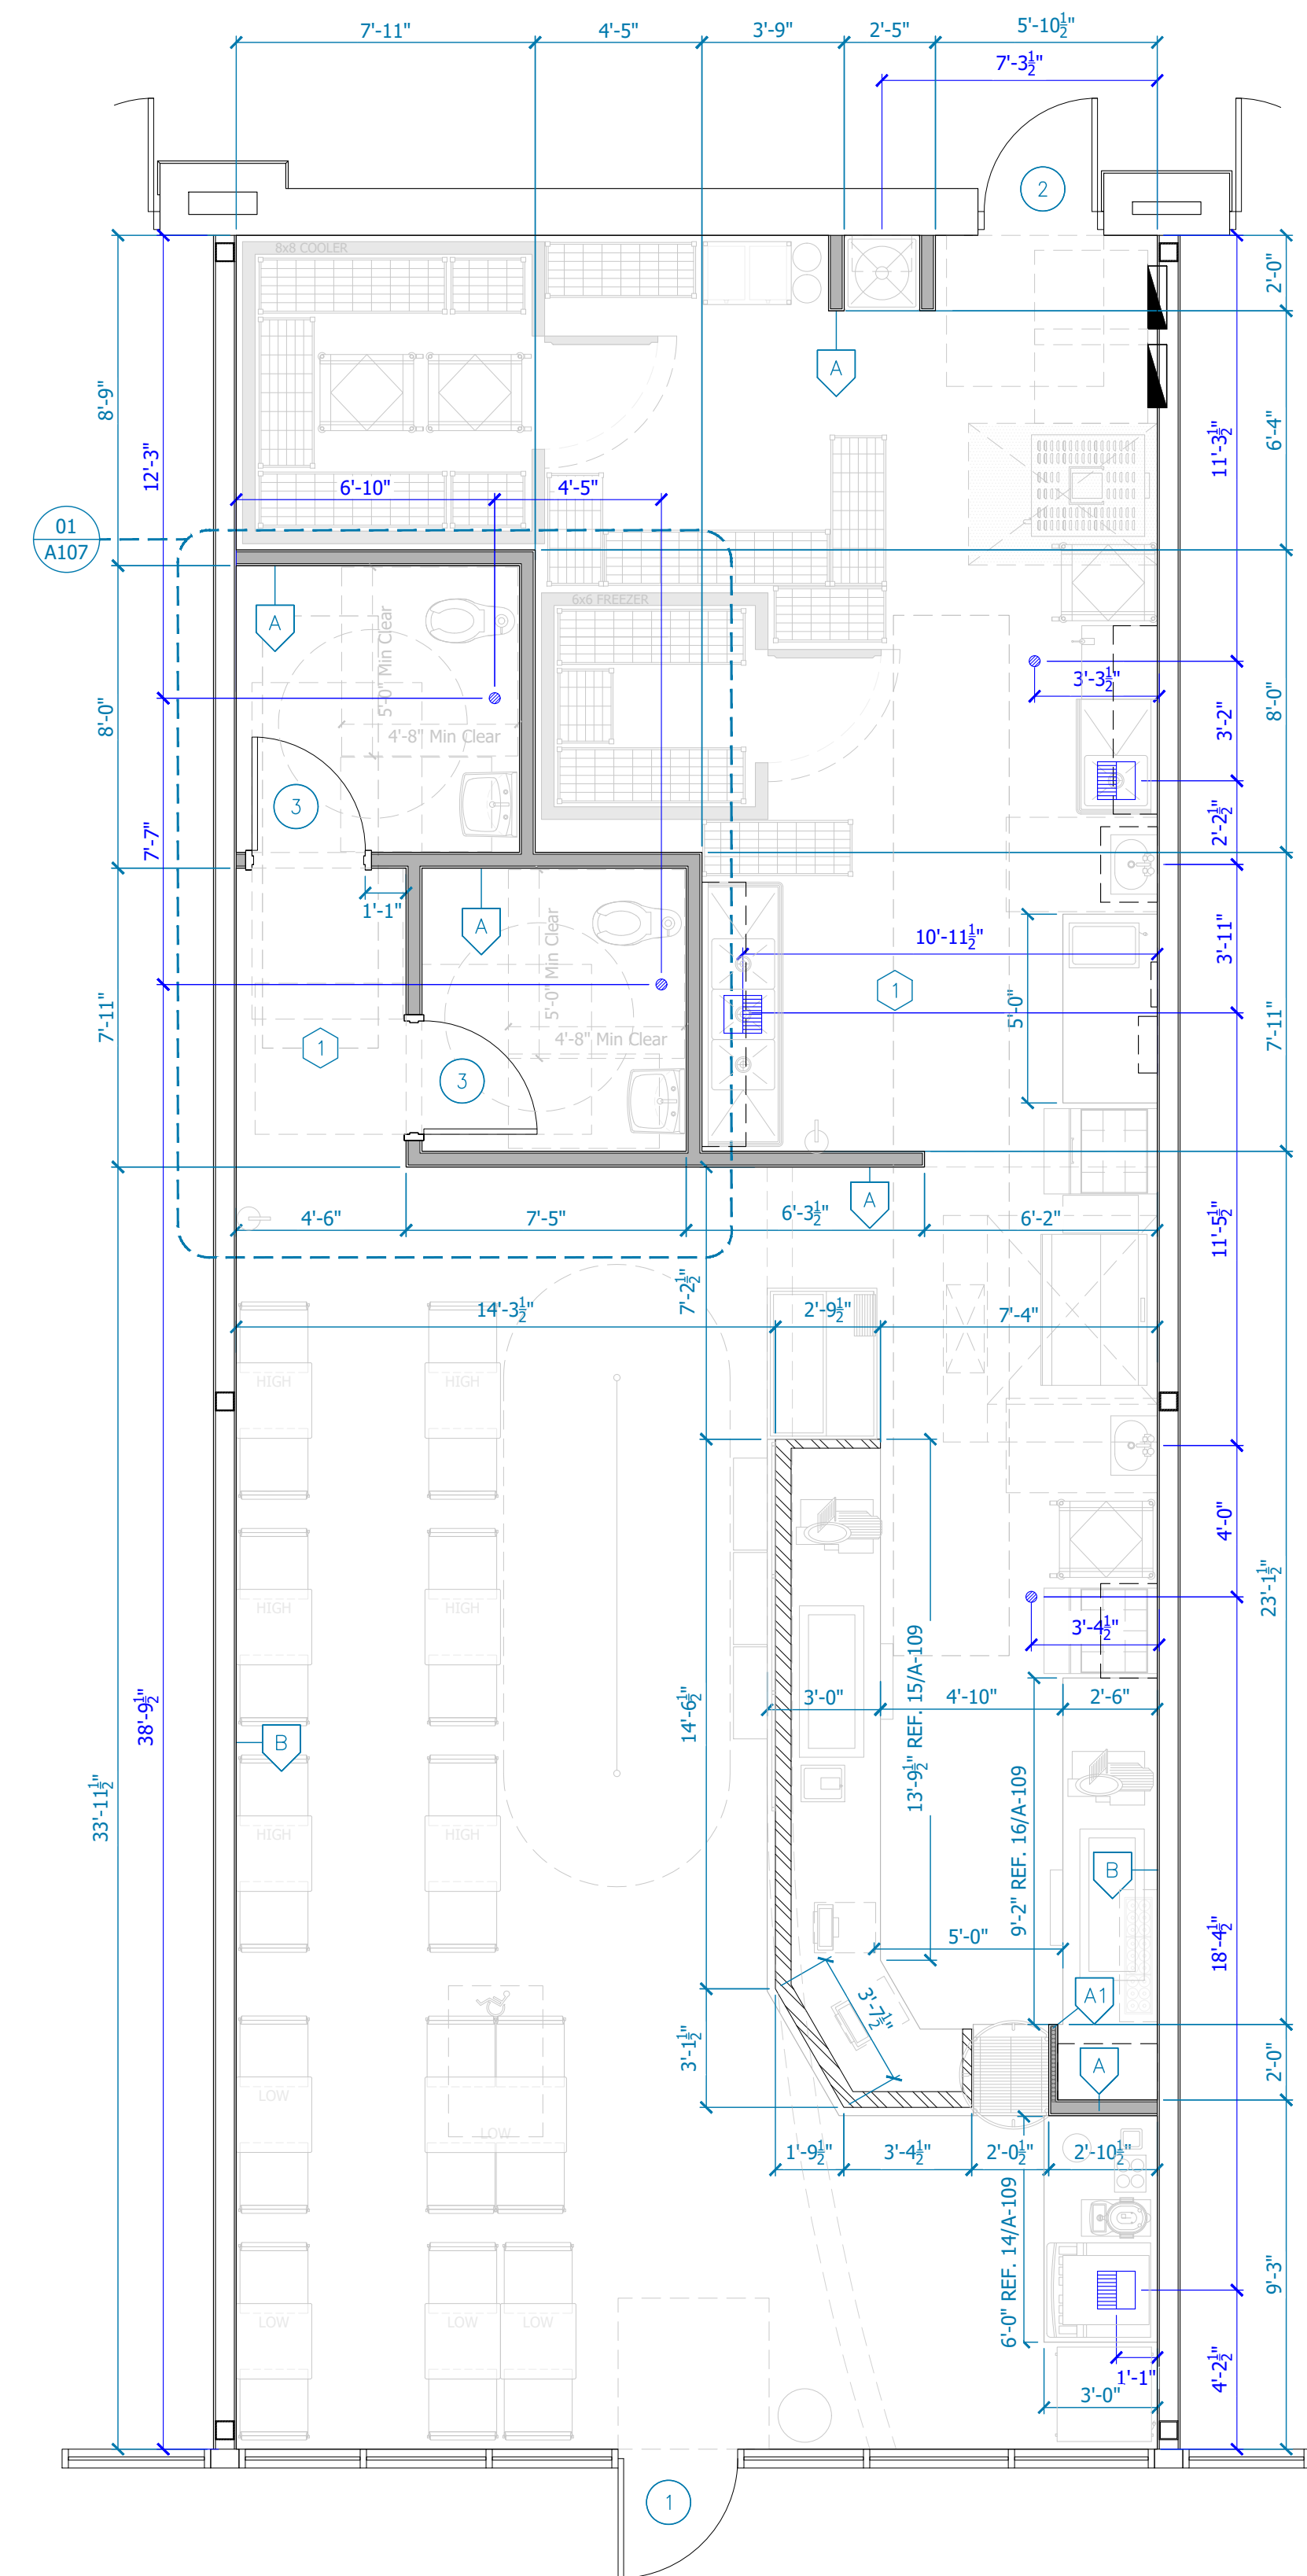 7'-11"
4'-5"
3'-9"
2'-5"
5'-10½"
7'-3½"
2
8x8 COOLER
2'-0"
A
8'-9"
12'-3"
11'-3½"
6'-4"
6'-10"
4'-5"
01
A107
6x6 FREEZER
A
5'-0" Min Clear
4'-8" Min Clear
3'-3½"
8'-0"
3'-2"
8'-0"
3
7'-7"
2'-2½"
1'-1"
A
5'-0" Min Clear
10'-11½"
3'-11"
1
5'-0"
7'-11"
7'-11"
1
4'-8" Min Clear
3
A
4'-6"
7'-5"
6'-3½"
6'-2"
11'-5½"
7'-2½"
14'-3½"
2'-9½"
7'-4"
HIGH
HIGH
4'-0"
23'-1½"
HIGH
HIGH
3'-4½"
38'-9½"
14'-6½"
3'-0"
4'-10"
2'-6"
13'-9½" REF. 15/A-109
B
33'-11½"
HIGH
HIGH
9'-2" REF. 16/A-109
B
5'-0"
18'-4½"
A1
3'-7½"
3'-1½"
A
2'-0"
LOW
LOW
1'-9½"
3'-4½"
2'-0½"
2'-10½"
6'-0" REF. 14/A-109
9'-3"
LOW
LOW
LOW
1'-1"
4'-2½"
3'-0"
1